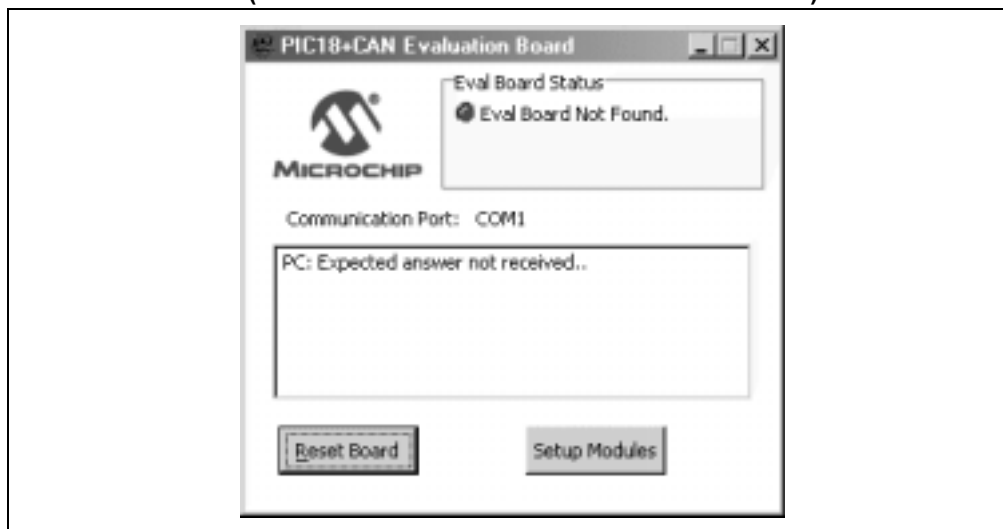 PIC18+CAN Evaluation Board
Eval Board Status
Eval Board Not Found.
MICROCHIP
Communication Port: COM1
PC: Expected answer not received..
Reset Board
Setup Modules